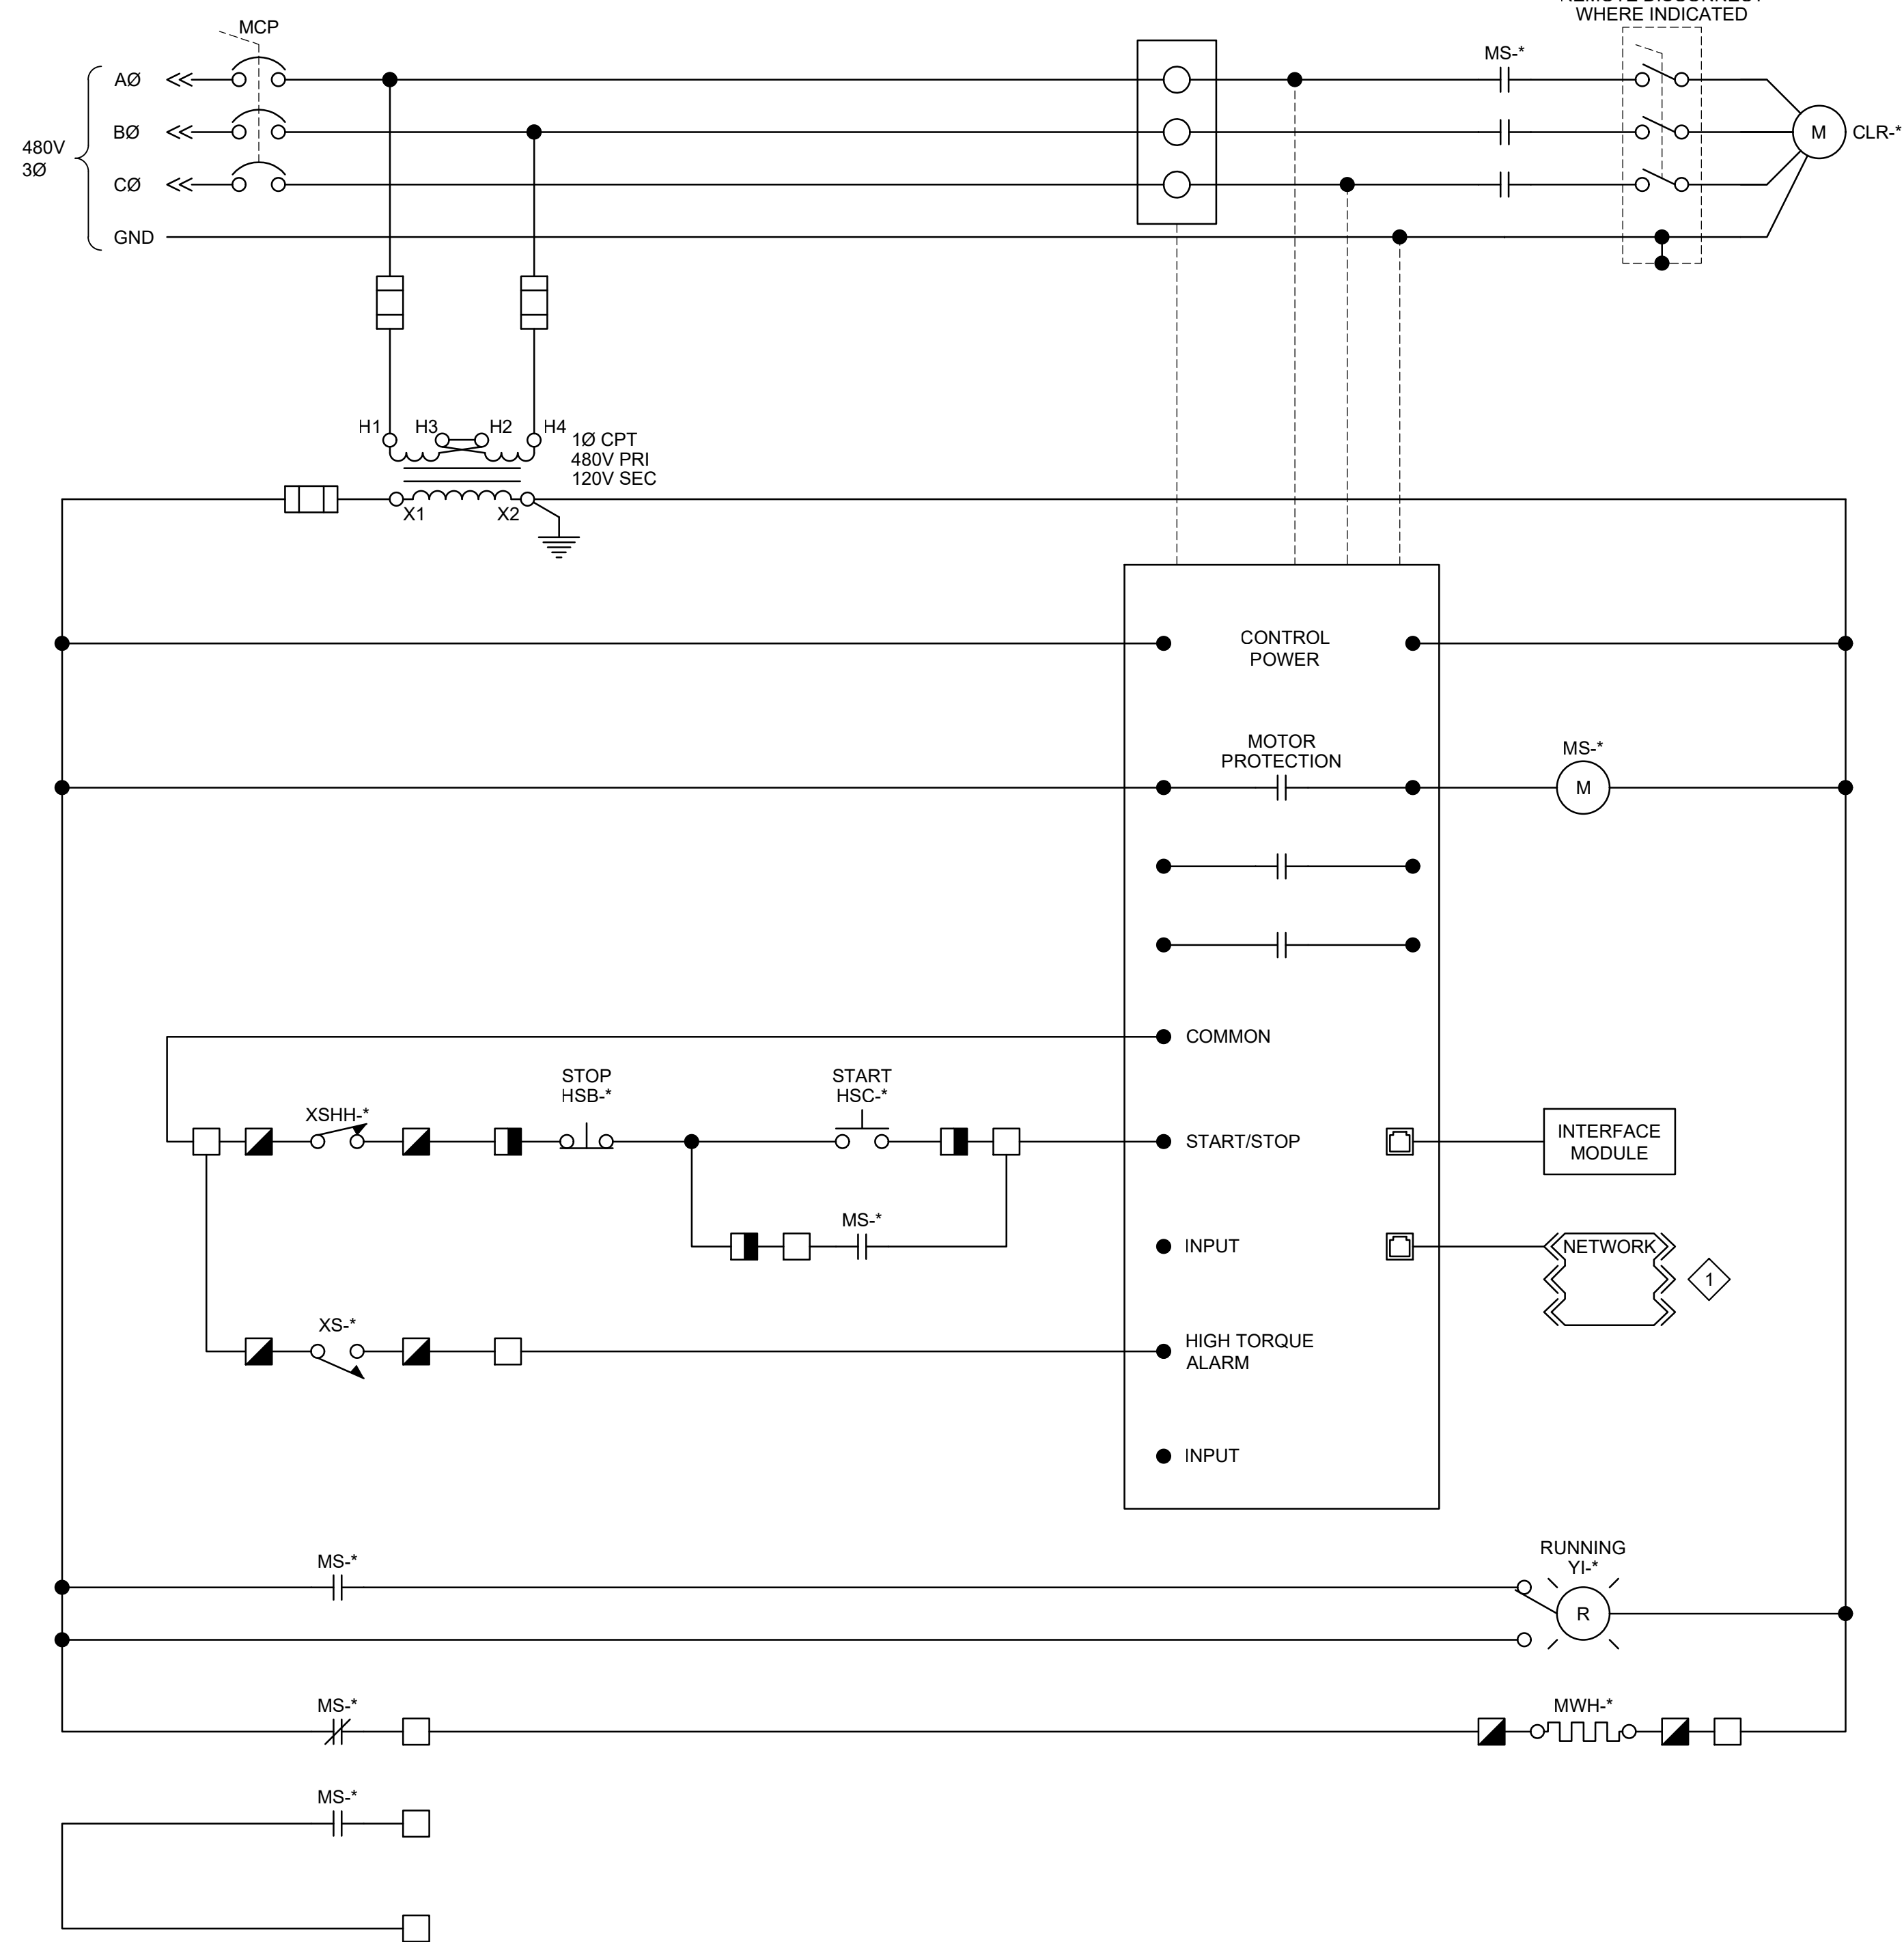 WHERE INDICATED
MCP
MS-*
AØ
BØ
480V
3Ø
CØ
GND
M
CLR-*
H1
H3
H2
H4
1Ø CPT
480V PRI
120V SEC
X1
X2
CONTROL
POWER
MOTOR
PROTECTION
MS-*
M
COMMON
STOP
HSB-*
START
HSC-*
XSHH-*
START/STOP
INTERFACE
MODULE
MS-*
INPUT
NETWORK
1
XS-*
HIGH TORQUE
ALARM
INPUT
MS-*
RUNNING
YI-*
R
MS-*
MWH-*
MS-*